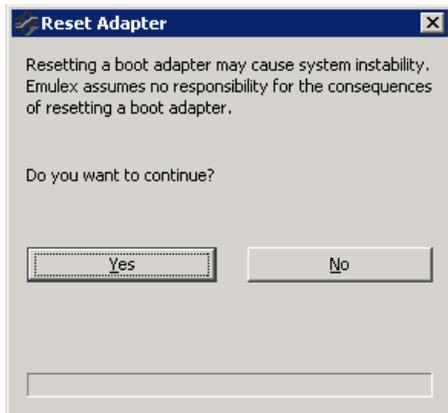 Reset Adapter
Resetting a boot adapter may cause system instability.
Emulex assumes no responsibility for the consequences
of resetting a boot adapter.
Do you want to continue?
Yes
No